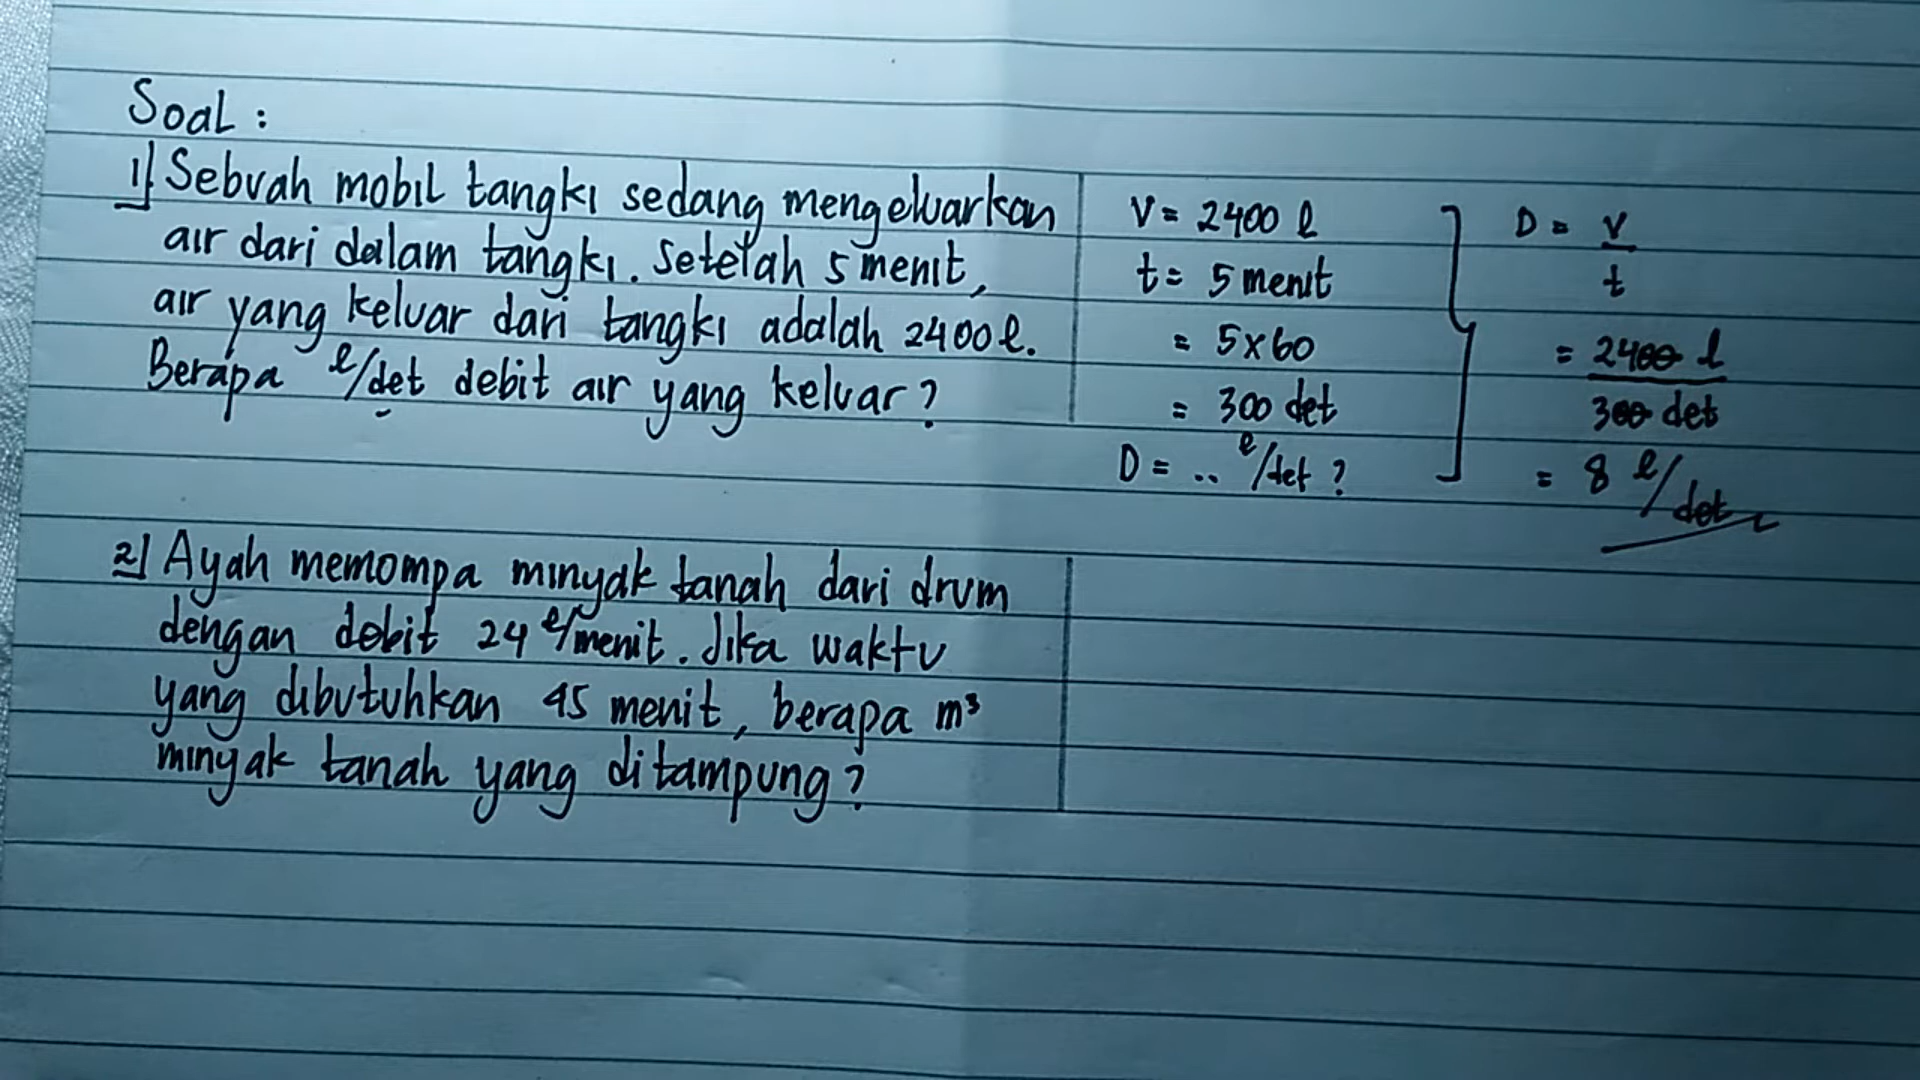 Soal :
1] Sebuah mobil tangki sedang mengeluarkan
air dari dalam tangki. Setelah 5 menit,
air yang keluar dari tangki adalah 2400 l.
Berapa l/det debit air yang keluar ?
V = 2400 l
t = 5 menit
= 5 x 60
= 300 det
D = .. l/det ?
D = V
t
= 2400 l
300 det
= 8 l/det
2] Ayah memompa minyak tanah dari drum
dengan debit 24 l/menit. Jika waktu
yang dibutuhkan 45 menit, berapa m³
minyak tanah yang ditampung ?